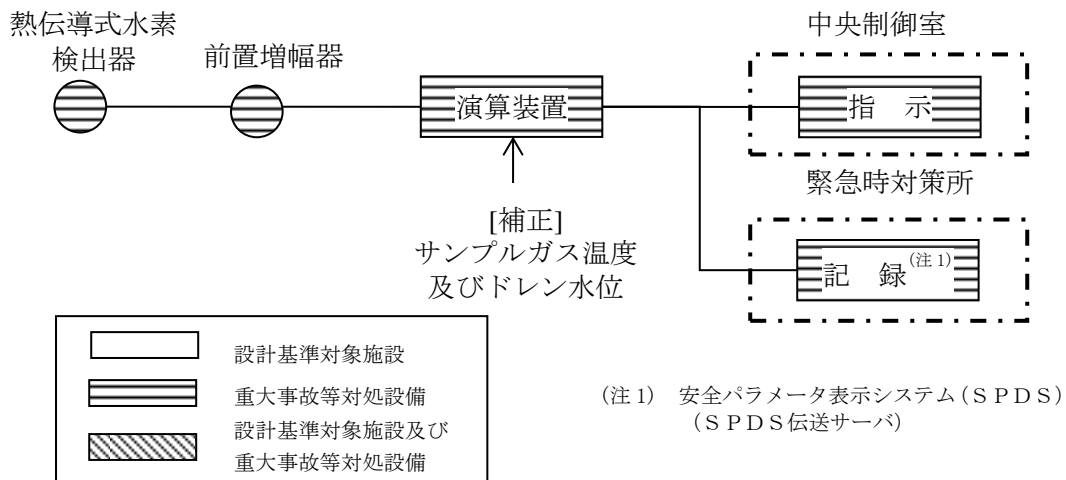 熱伝導式水素
検出器
前置増幅器
演算装置
[補正]
サンプルガス温度
及びドレン水位
中央制御室
指　示
緊急時対策所
記　録(注1)
設計基準対象施設
重大事故等対処設備
設計基準対象施設及び
重大事故等対処設備
(注1)　安全パラメータ表示システム(ＳＰＤＳ)
(ＳＰＤＳ伝送サーバ)